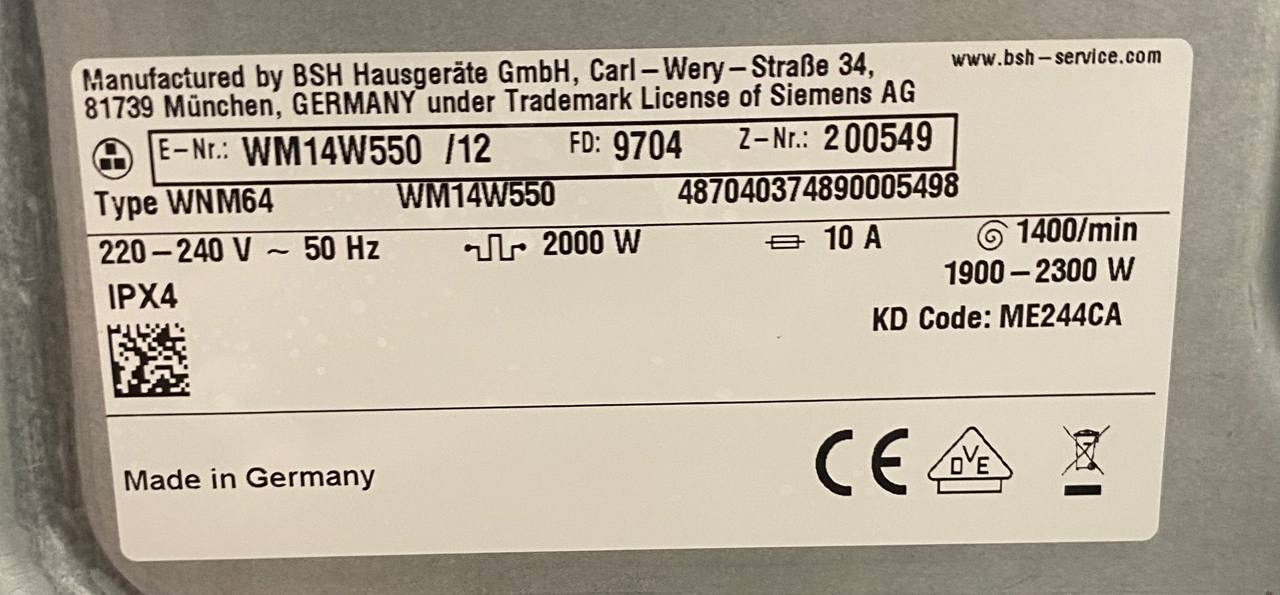 Manufactured by BSH Hausgeräte GmbH, Carl-Wery-Straße 34, www.bsh-service.com
81739 München, GERMANY under Trademark License of Siemens AG
E-Nr.: WM14W550 /12 FD: 9704 Z-Nr.: 200549
Type WNM64 WM14W550 487040374890005498
220-240 V ~ 50 Hz 2000 W 10 A 1400/min
1900-2300 W
IPX4
KD Code: ME244CA
Made in Germany CE DVE